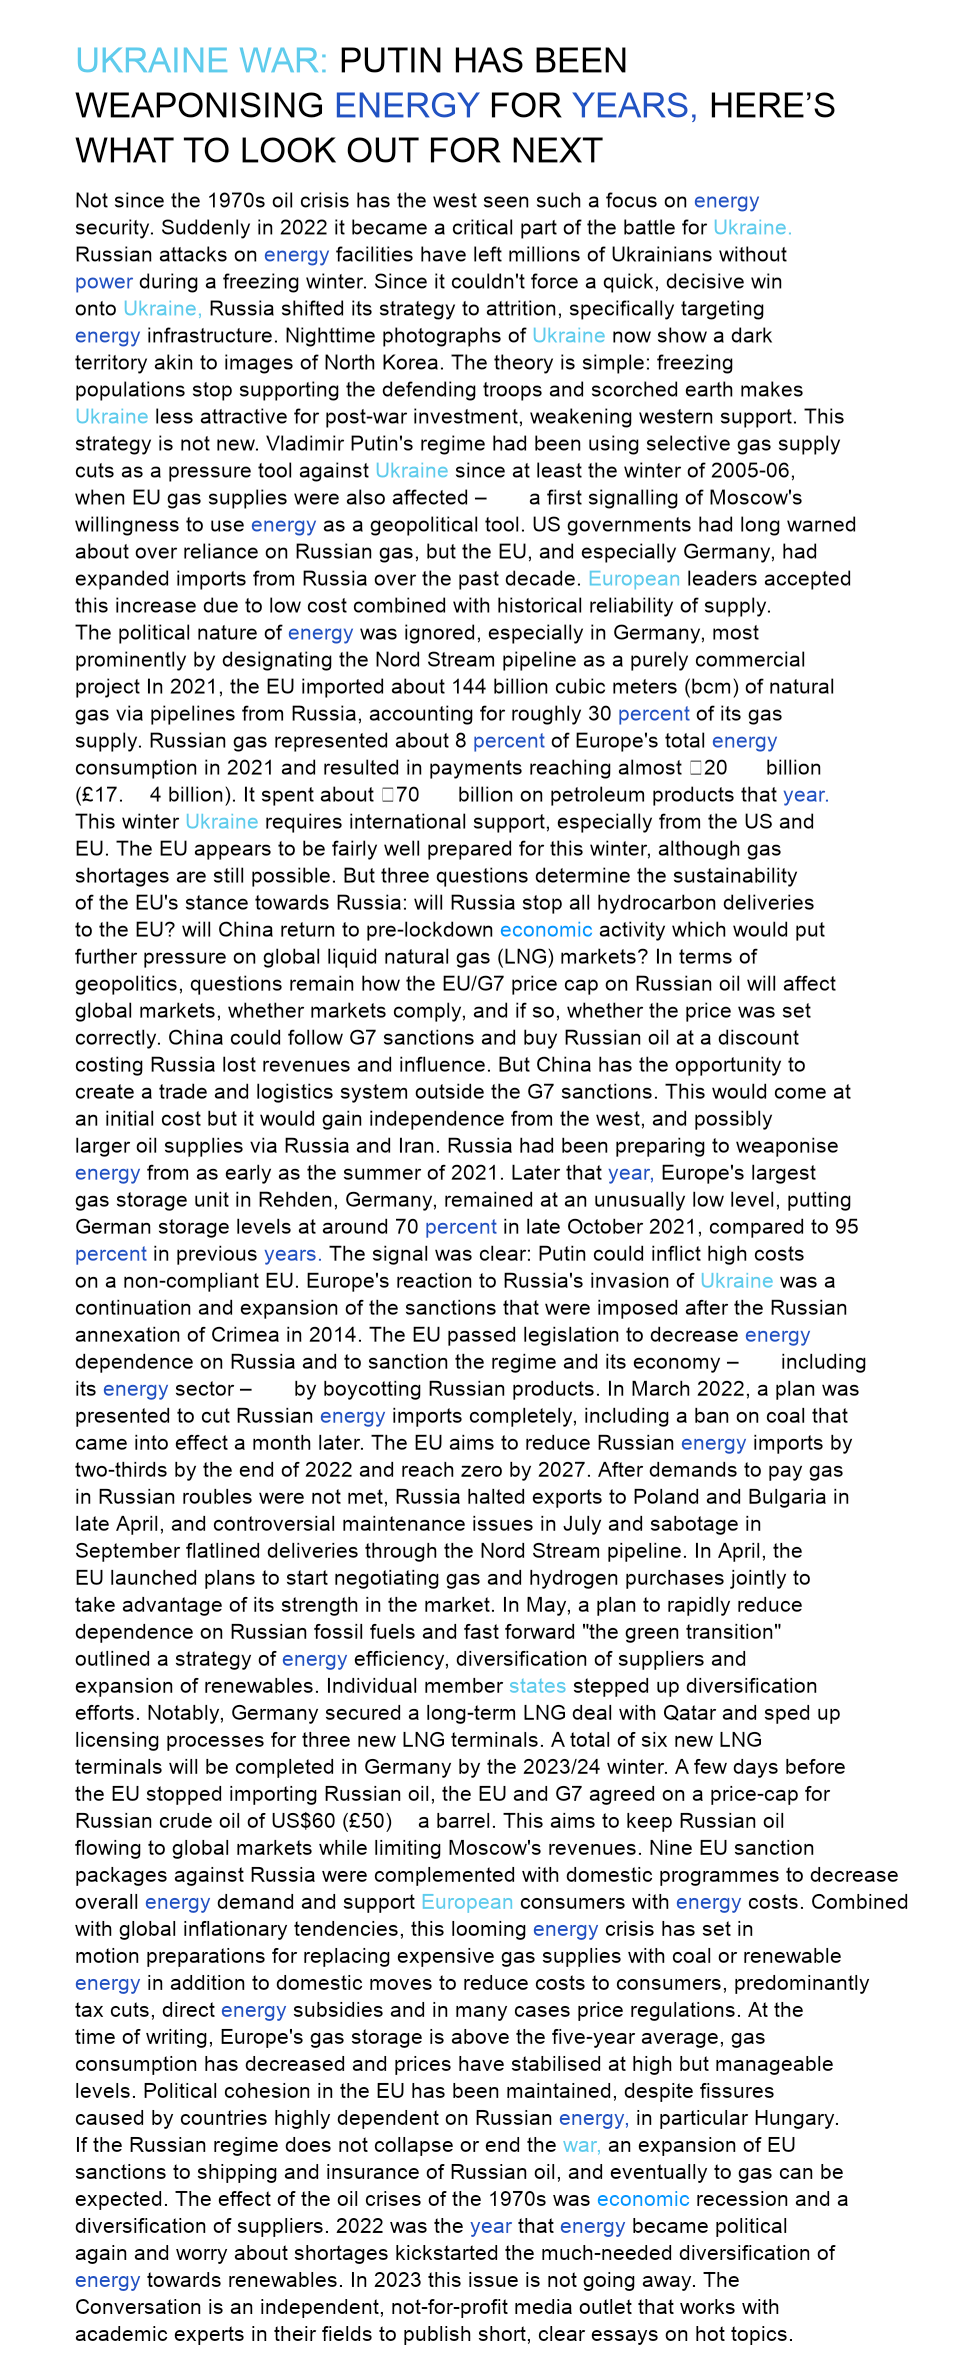 UKRAINE WAR: PUTIN HAS BEEN
WEAPONISING ENERGY FOR YEARS, HERE’S
WHAT TO LOOK OUT FOR NEXT
Not since the 1970s oil crisis has the west seen such a focus on energy
security. Suddenly in 2022 it became a critical part of the battle for Ukraine.
Russian attacks on energy facilities have left millions of Ukrainians without
power during a freezing winter. Since it couldn't force a quick, decisive win
onto Ukraine, Russia shifted its strategy to attrition, specifically targeting
energy infrastructure. Nighttime photographs of Ukraine now show a dark
territory akin to images of North Korea. The theory is simple: freezing
populations stop supporting the defending troops and scorched earth makes
Ukraine less attractive for post-war investment, weakening western support. This
strategy is not new. Vladimir Putin's regime had been using selective gas supply
cuts as a pressure tool against Ukraine since at least the winter of 2005-06,
when EU gas supplies were also affected – a first signalling of Moscow's
willingness to use energy as a geopolitical tool. US governments had long warned
about over reliance on Russian gas, but the EU, and especially Germany, had
expanded imports from Russia over the past decade. European leaders accepted
this increase due to low cost combined with historical reliability of supply.
The political nature of energy was ignored, especially in Germany, most
prominently by designating the Nord Stream pipeline as a purely commercial
project In 2021, the EU imported about 144 billion cubic meters (bcm) of natural
gas via pipelines from Russia, accounting for roughly 30 percent of its gas
supply. Russian gas represented about 8 percent of Europe's total energy
consumption in 2021 and resulted in payments reaching almost 20 billion
(£17. 4 billion). It spent about 70 billion on petroleum products that year.
This winter Ukraine requires international support, especially from the US and
EU. The EU appears to be fairly well prepared for this winter, although gas
shortages are still possible. But three questions determine the sustainability
of the EU's stance towards Russia: will Russia stop all hydrocarbon deliveries
to the EU? will China return to pre-lockdown economic activity which would put
further pressure on global liquid natural gas (LNG) markets? In terms of
geopolitics, questions remain how the EU/G7 price cap on Russian oil will affect
global markets, whether markets comply, and if so, whether the price was set
correctly. China could follow G7 sanctions and buy Russian oil at a discount
costing Russia lost revenues and influence. But China has the opportunity to
create a trade and logistics system outside the G7 sanctions. This would come at
an initial cost but it would gain independence from the west, and possibly
larger oil supplies via Russia and Iran. Russia had been preparing to weaponise
energy from as early as the summer of 2021. Later that year, Europe's largest
gas storage unit in Rehden, Germany, remained at an unusually low level, putting
German storage levels at around 70 percent in late October 2021, compared to 95
percent in previous years. The signal was clear: Putin could inflict high costs
on a non-compliant EU. Europe's reaction to Russia's invasion of Ukraine was a
continuation and expansion of the sanctions that were imposed after the Russian
annexation of Crimea in 2014. The EU passed legislation to decrease energy
dependence on Russia and to sanction the regime and its economy – including
its energy sector – by boycotting Russian products. In March 2022, a plan was
presented to cut Russian energy imports completely, including a ban on coal that
came into effect a month later. The EU aims to reduce Russian energy imports by
two-thirds by the end of 2022 and reach zero by 2027. After demands to pay gas
in Russian roubles were not met, Russia halted exports to Poland and Bulgaria in
late April, and controversial maintenance issues in July and sabotage in
September flatlined deliveries through the Nord Stream pipeline. In April, the
EU launched plans to start negotiating gas and hydrogen purchases jointly to
take advantage of its strength in the market. In May, a plan to rapidly reduce
dependence on Russian fossil fuels and fast forward "the green transition"
outlined a strategy of energy efficiency, diversification of suppliers and
expansion of renewables. Individual member states stepped up diversification
efforts. Notably, Germany secured a long-term LNG deal with Qatar and sped up
licensing processes for three new LNG terminals. A total of six new LNG
terminals will be completed in Germany by the 2023/24 winter. A few days before
the EU stopped importing Russian oil, the EU and G7 agreed on a price-cap for
Russian crude oil of US$60 (£50) a barrel. This aims to keep Russian oil
flowing to global markets while limiting Moscow's revenues. Nine EU sanction
packages against Russia were complemented with domestic programmes to decrease
overall energy demand and support European consumers with energy costs. Combined
with global inflationary tendencies, this looming energy crisis has set in
motion preparations for replacing expensive gas supplies with coal or renewable
energy in addition to domestic moves to reduce costs to consumers, predominantly
tax cuts, direct energy subsidies and in many cases price regulations. At the
time of writing, Europe's gas storage is above the five-year average, gas
consumption has decreased and prices have stabilised at high but manageable
levels. Political cohesion in the EU has been maintained, despite fissures
caused by countries highly dependent on Russian energy, in particular Hungary.
If the Russian regime does not collapse or end the war, an expansion of EU
sanctions to shipping and insurance of Russian oil, and eventually to gas can be
expected. The effect of the oil crises of the 1970s was economic recession and a
diversification of suppliers. 2022 was the year that energy became political
again and worry about shortages kickstarted the much-needed diversification of
energy towards renewables. In 2023 this issue is not going away. The
Conversation is an independent, not-for-profit media outlet that works with
academic experts in their fields to publish short, clear essays on hot topics.